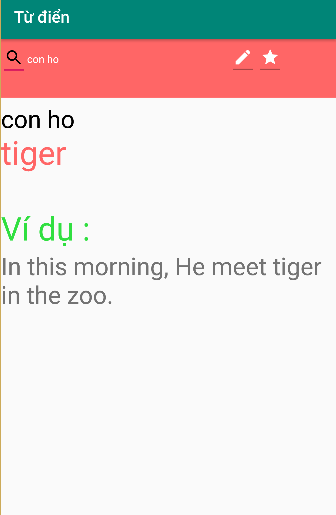 Từ điển
con ho
con ho
tiger
Ví dụ :
In this morning, He meet tiger
in the zoo.